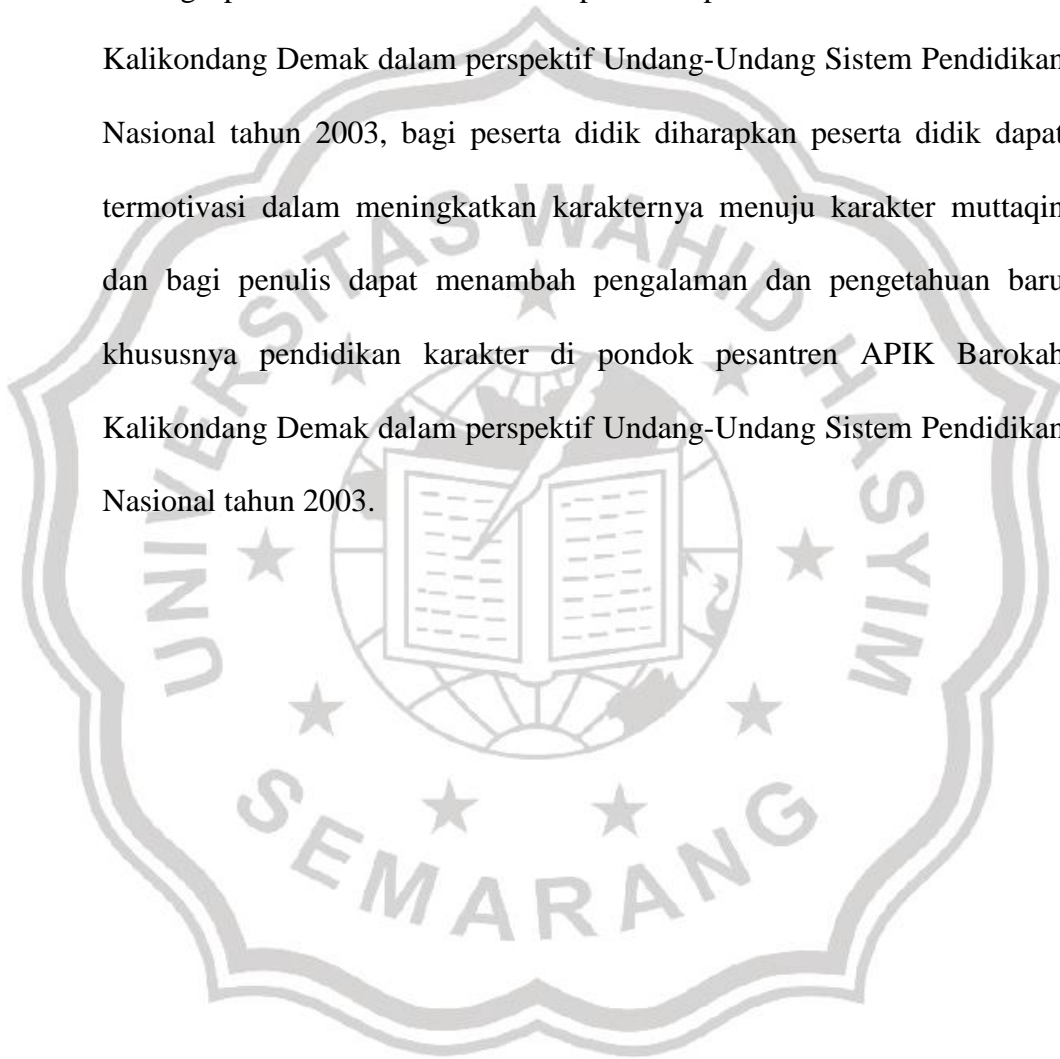 Kalikondang Demak dalam perspektif Undang-Undang Sistem Pendidikan
Nasional tahun 2003, bagi peserta didik diharapkan peserta didik dapat
termotivasi dalam meningkatkan karakternya menuju karakter muttaqin
dan bagi penulis dapat menambah pengalaman dan pengetahuan baru
khususnya pendidikan karakter di pondok pesantren APIK Barokah
Kalikondang Demak dalam perspektif Undang-Undang Sistem Pendidikan
Nasional tahun 2003.
UNIVERSITAS WAHID HASYIM
SEMARANG